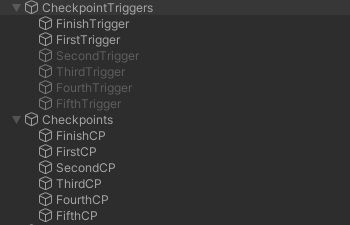 CheckpointTriggers
FinishTrigger
FirstTrigger
SecondTrigger
ThirdTrigger
FourthTrigger
FifthTrigger
Checkpoints
FinishCP
FirstCP
SecondCP
ThirdCP
FourthCP
FifthCP